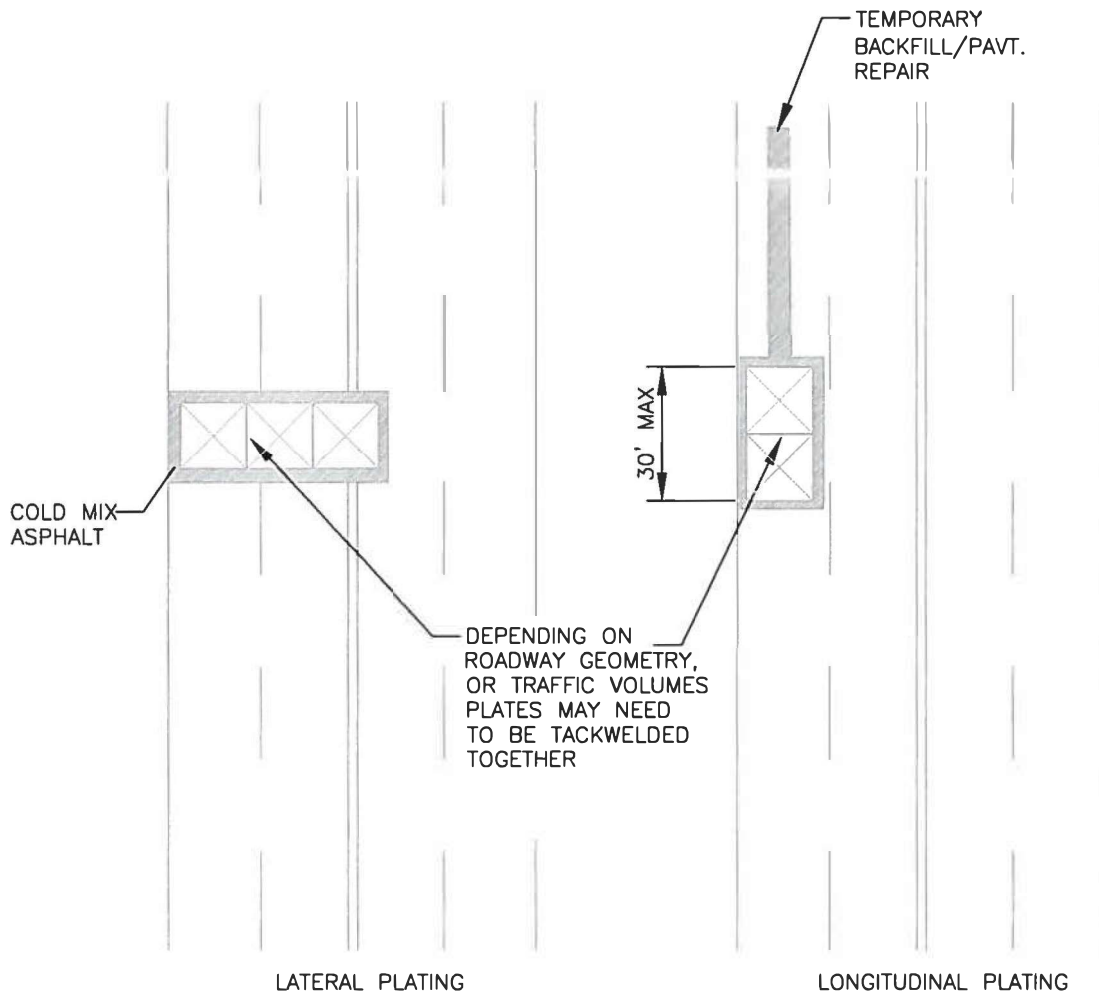 TEMPORARY
BACKFILL/PAVT.
REPAIR
30' MAX
COLD MIX
ASPHALT
DEPENDING ON
ROADWAY GEOMETRY,
OR TRAFFIC VOLUMES
PLATES MAY NEED
TO BE TACKWELDED
TOGETHER
LATERAL PLATING
LONGITUDINAL PLATING